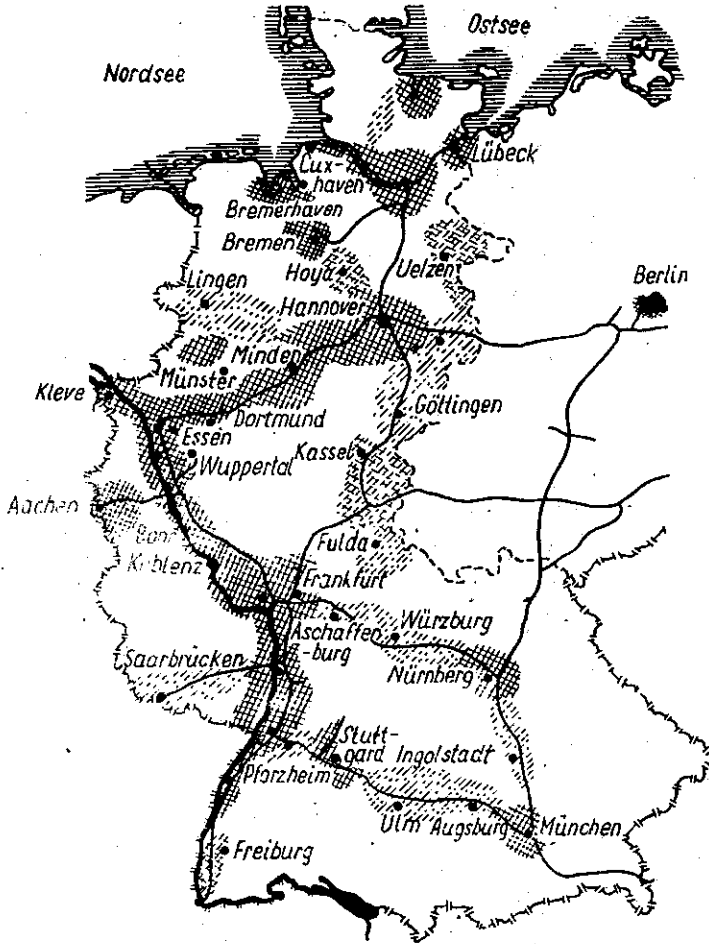 Ostsee
Nordsee
Lübeck
Cux-
haven
Bremerhaven
Bremen
Hoya
Uelzen
Lingen
Berlin
Hannover
Minden
Münster
Kleve
Dortmund
Göttingen
Essen
Kassel
Wuppertal
Aachen
Bonn
Fulda
Koblenz
Frankfurt
Würzburg
Aschaffen
-burg
Saarbrücken
Nürnberg
Stutt-
gard
Ingolstadt
Pforzheim
Ulm
Augsburg
München
Freiburg